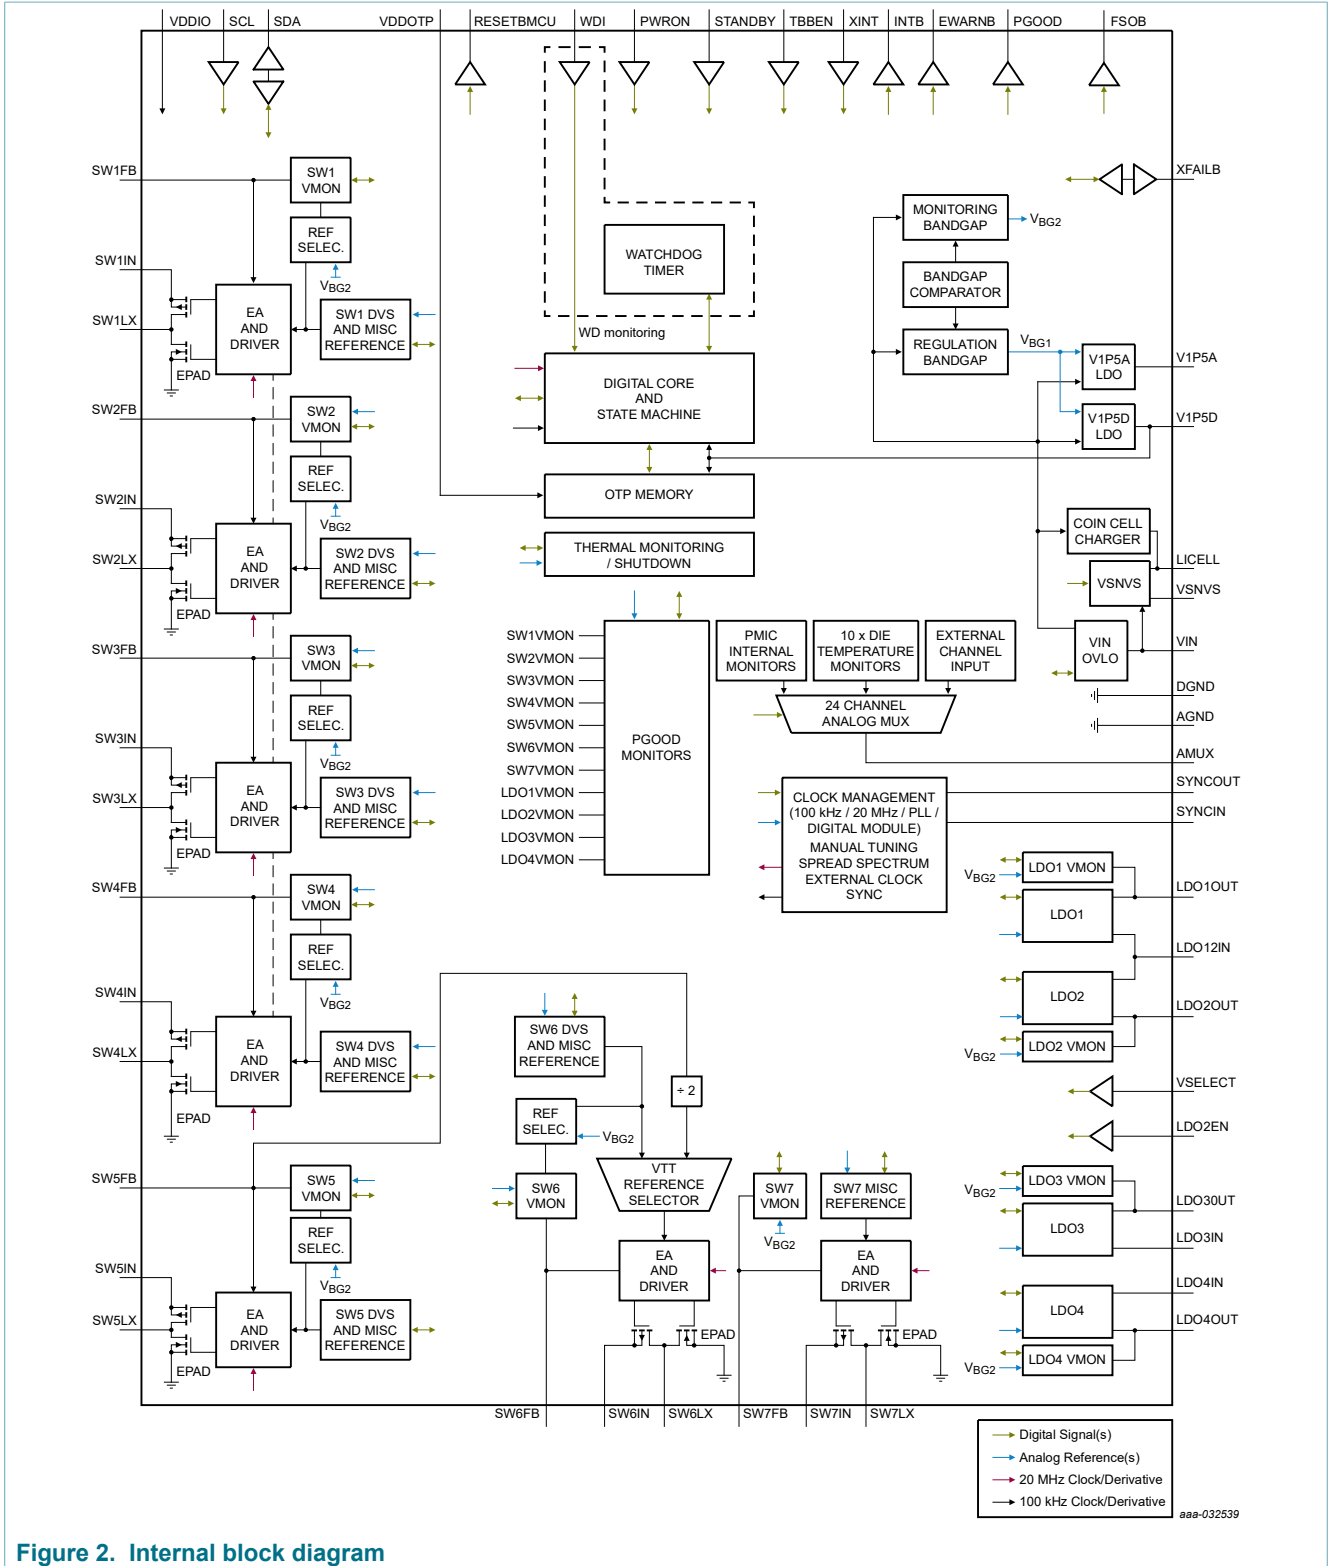 VDDIO SCL SDA VDDOTP RESETBMCU WDI PWRON STANDBY TBBEN XINT INTB EWARNB PGOOD FSOB
SW1FB
SW1
VMON
REF
SELEC.
VBG2
SW1IN
SW1LX
EA
AND
DRIVER
SW1 DVS
AND MISC
REFERENCE
EPAD
SW2FB
SW2
VMON
REF
SELEC.
VBG2
SW2IN
SW2LX
EA
AND
DRIVER
SW2 DVS
AND MISC
REFERENCE
EPAD
SW3FB
SW3
VMON
REF
SELEC.
VBG2
SW3IN
SW3LX
EA
AND
DRIVER
SW3 DVS
AND MISC
REFERENCE
EPAD
SW4FB
SW4
VMON
REF
SELEC.
VBG2
SW4IN
SW4LX
EA
AND
DRIVER
SW4 DVS
AND MISC
REFERENCE
EPAD
SW5FB
SW5
VMON
REF
SELEC.
VBG2
SW5IN
SW5LX
EA
AND
DRIVER
SW5 DVS
AND MISC
REFERENCE
EPAD
WATCHDOG
TIMER
WD monitoring
DIGITAL CORE
AND
STATE MACHINE
OTP MEMORY
THERMAL MONITORING
/ SHUTDOWN
SW1VMON
SW2VMON
SW3VMON
SW4VMON
SW5VMON
SW6VMON
SW7VMON
LDO1VMON
LDO2VMON
LDO3VMON
LDO4VMON
PGOOD
MONITORS
PMIC
INTERNAL
MONITORS
10 x DIE
TEMPERATURE
MONITORS
EXTERNAL
CHANNEL
INPUT
24 CHANNEL
ANALOG MUX
CLOCK MANAGEMENT
(100 kHz / 20 MHz / PLL /
DIGITAL MODULE)
MANUAL TUNING
SPREAD SPECTRUM
EXTERNAL CLOCK
SYNC
SW6 DVS
AND MISC
REFERENCE
÷ 2
REF
SELEC.
VBG2
VTT
REFERENCE
SELECTOR
SW6
VMON
EA
AND
DRIVER
EPAD
SW7
VMON
VBG2
SW7 MISC
REFERENCE
EA
AND
DRIVER
EPAD
SW6FB SW6IN SW6LX SW7FB SW7IN SW7LX
XFAILB
MONITORING
BANDGAP
VBG2
BANDGAP
COMPARATOR
REGULATION
BANDGAP
VBG1
V1P5A
LDO
V1P5A
V1P5D
LDO
V1P5D
COIN CELL
CHARGER
LICELL
VSNVS
VSNVS
VIN
OVLO
VIN
DGND
AGND
AMUX
SYNCOUT
SYNCIN
LDO1 VMON
VBG2
LDO1OUT
LDO1
LDO12IN
LDO2
LDO2OUT
LDO2 VMON
VBG2
VSELECT
LDO2EN
LDO3 VMON
VBG2
LDO30UT
LDO3
LDO3IN
LDO4IN
LDO4
LDO4OUT
LDO4 VMON
VBG2
Digital Signal(s)
Analog Reference(s)
20 MHz Clock/Derivative
100 kHz Clock/Derivative
aaa-032539
Figure 2. Internal block diagram